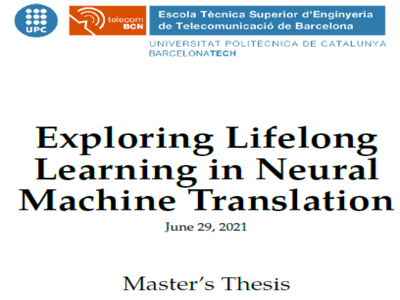 UPC
telecom
BCN
Escola Tècnica Superior d'Enginyeria
de Telecomunicació de Barcelona
UNIVERSITAT POLITÈCNICA DE CATALUNYA
BARCELONATECH
Exploring Lifelong
Learning in Neural
Machine Translation
June 29, 2021
Master's Thesis